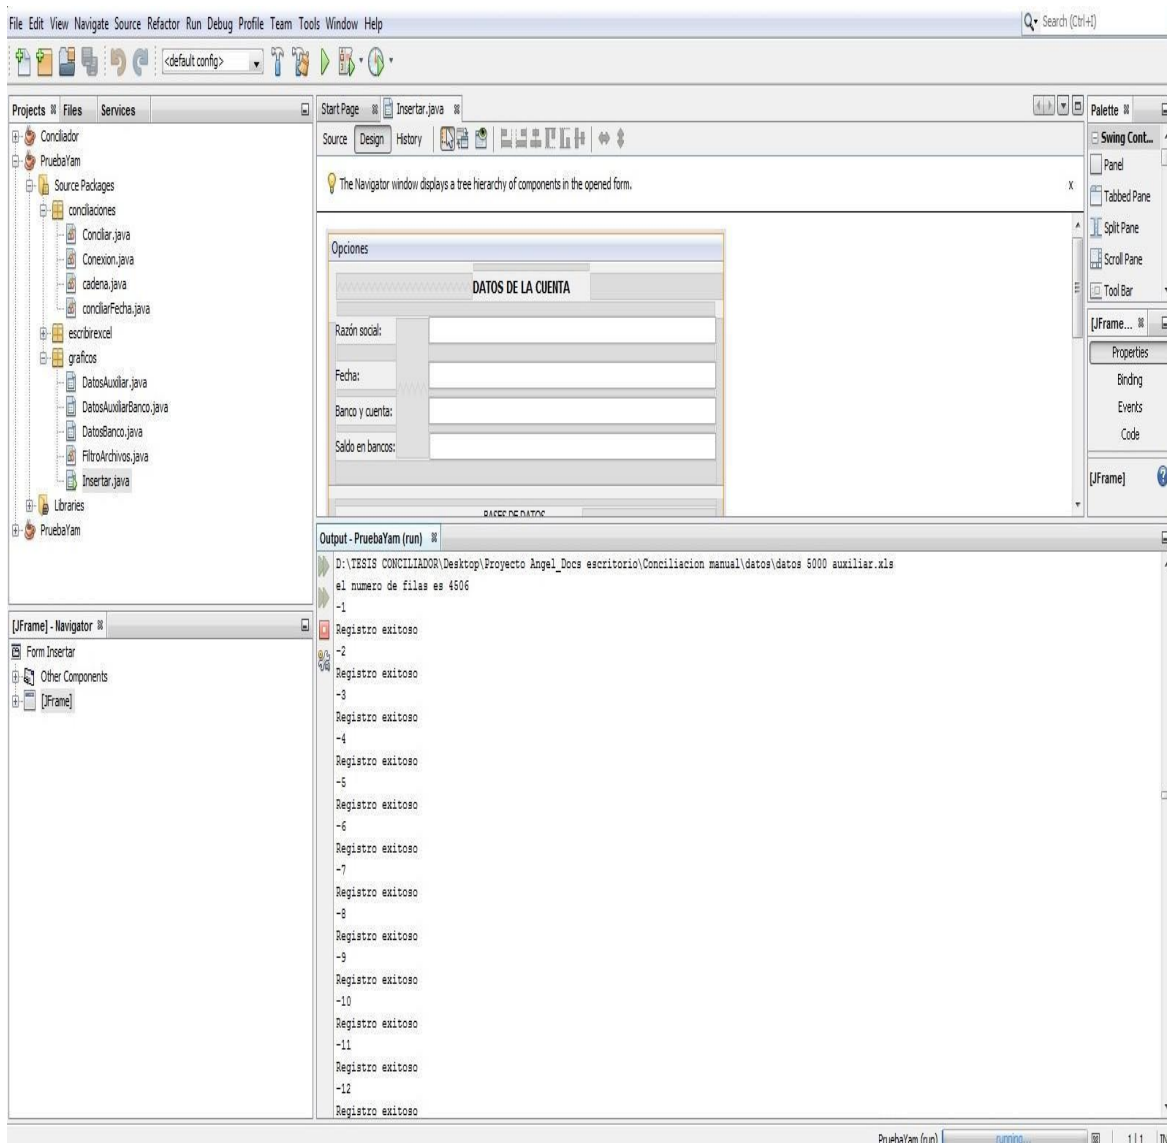 File Edit View Navigate Source Refactor Run Debug Profile Team Tools Window Help
Search (Ctrl+I)
<default config>
Projects Files Services
Conciliador
PruebaYam
Source Packages
conciliaciones
Conciliar.java
Conexion.java
cadena.java
conciliarFecha.java
escribirexcel
graficos
DatosAuxiliar.java
DatosAuxiliarBanco.java
DatosBanco.java
FiltroArchivos.java
Insertar.java
Libraries
PruebaYam
[JFrame] - Navigator
Form Insertar
Other Components
[JFrame]
Start Page Insertar.java
Source Design History
The Navigator window displays a tree hierarchy of components in the opened form. x
Opciones
DATOS DE LA CUENTA
Razón social:
Fecha:
Banco y cuenta:
Saldo en bancos:
BASES DE DATOS
Palette
Swing Cont...
Panel
Tabbed Pane
Split Pane
Scroll Pane
Tool Bar
[JFrame...
Properties
Binding
Events
Code
[JFrame]
Output - PruebaYam (run)
D:\TESIS CONCILIADOR\Desktop\Proyecto Angel_Docs escritorio\Conciliacion manual\datos\datos 5000 auxiliar.xls
el numero de filas es 4506
-1
Registro exitoso
-2
Registro exitoso
-3
Registro exitoso
-4
Registro exitoso
-5
Registro exitoso
-6
Registro exitoso
-7
Registro exitoso
-8
Registro exitoso
-9
Registro exitoso
-10
Registro exitoso
-11
Registro exitoso
-12
Registro exitoso
PruebaYam (run) running... 1|1